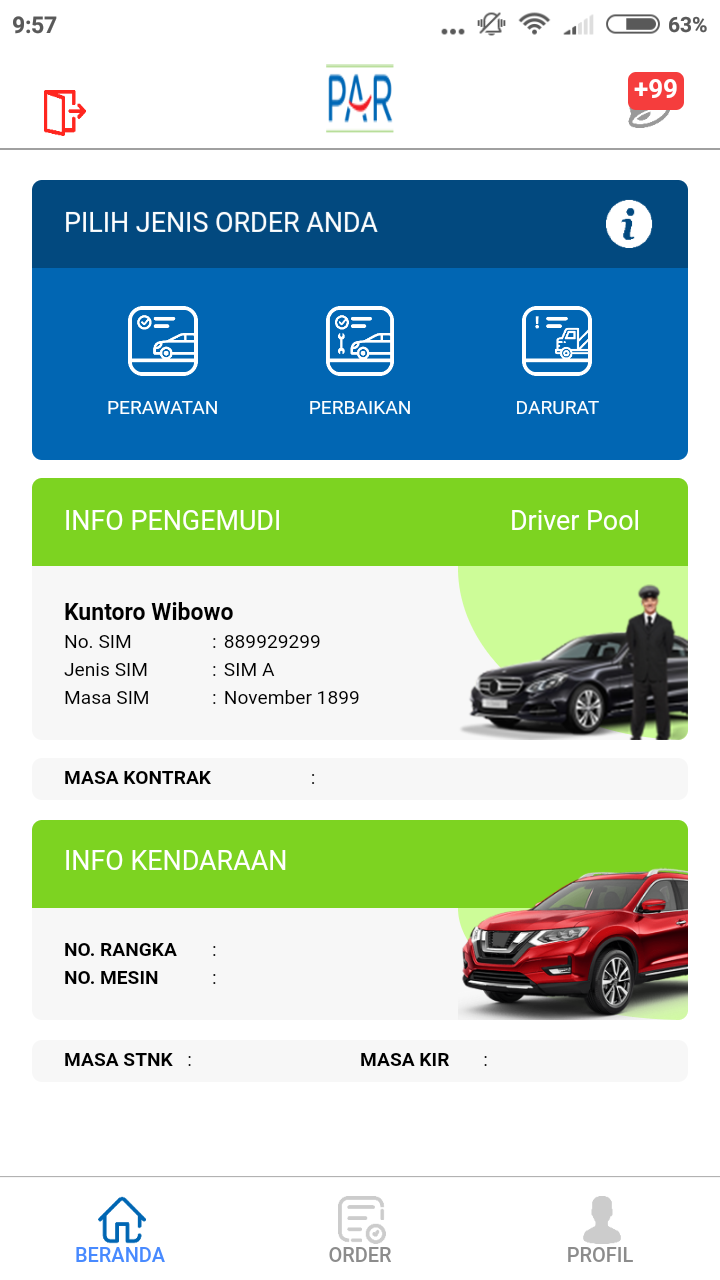 9:57
63%
PAR
+99
PILIH JENIS ORDER ANDA
i
PERAWATAN PERBAIKAN DARURAT
INFO PENGEMUDI Driver Pool
Kuntoro Wibowo
No. SIM : 889929299
Jenis SIM : SIM A
Masa SIM : November 1899
MASA KONTRAK :
INFO KENDARAAN
NO. RANGKA :
NO. MESIN :
MASA STNK : MASA KIR :
BERANDA ORDER PROFIL